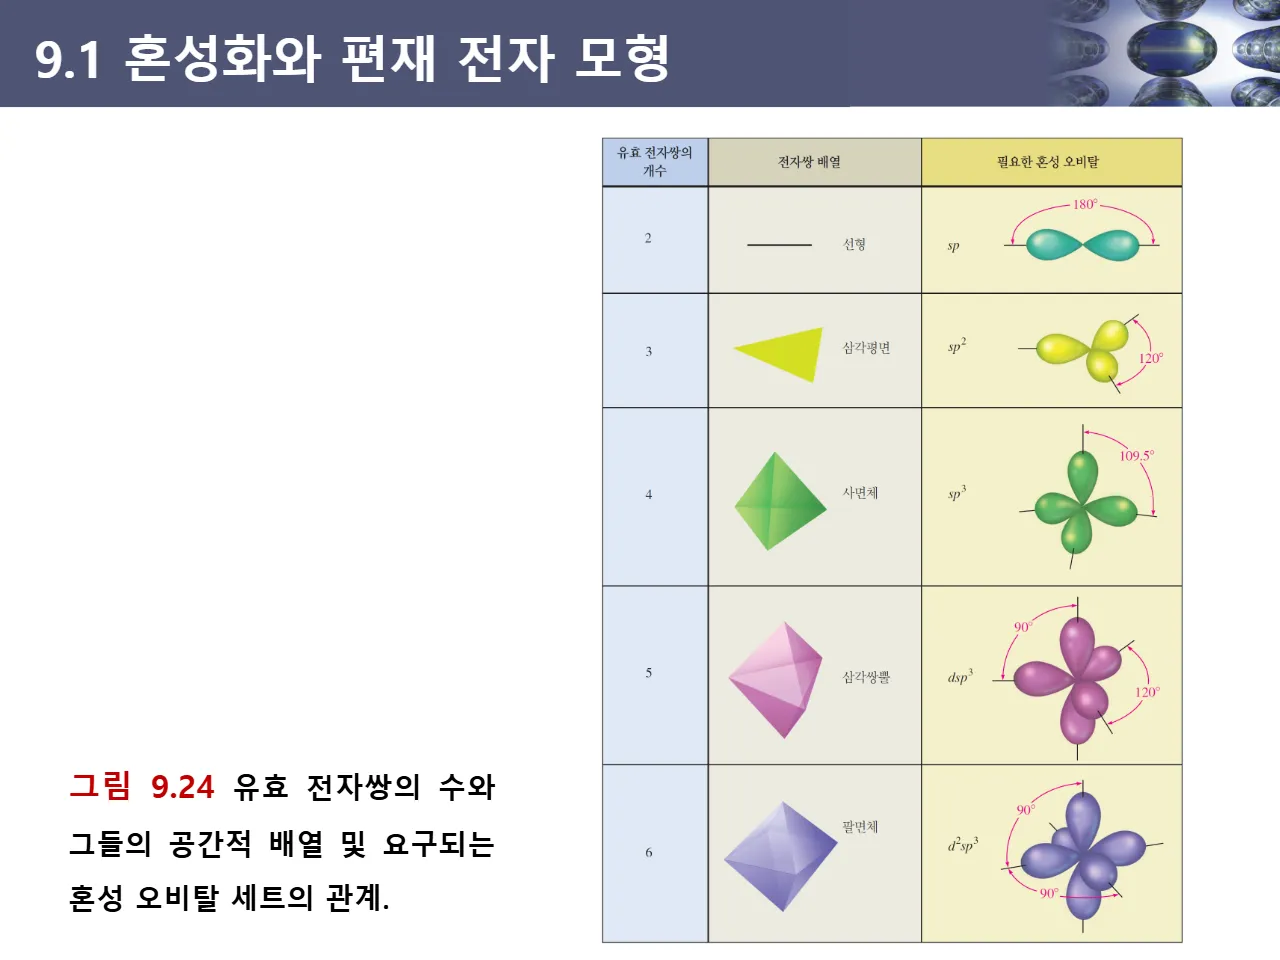 9.1 혼성화와 편재 전자 모형
유효 전자쌍의
개수
전자쌍 배열
필요한 혼성 오비탈
2
선형
sp
180°
3
삼각평면
sp²
120°
4
사면체
sp³
109.5°
5
삼각쌍뿔
dsp³
90°
120°
6
팔면체
d²sp³
90°
90°
그림 9.24 유효 전자쌍의 수와
그들의 공간적 배열 및 요구되는
혼성 오비탈 세트의 관계.